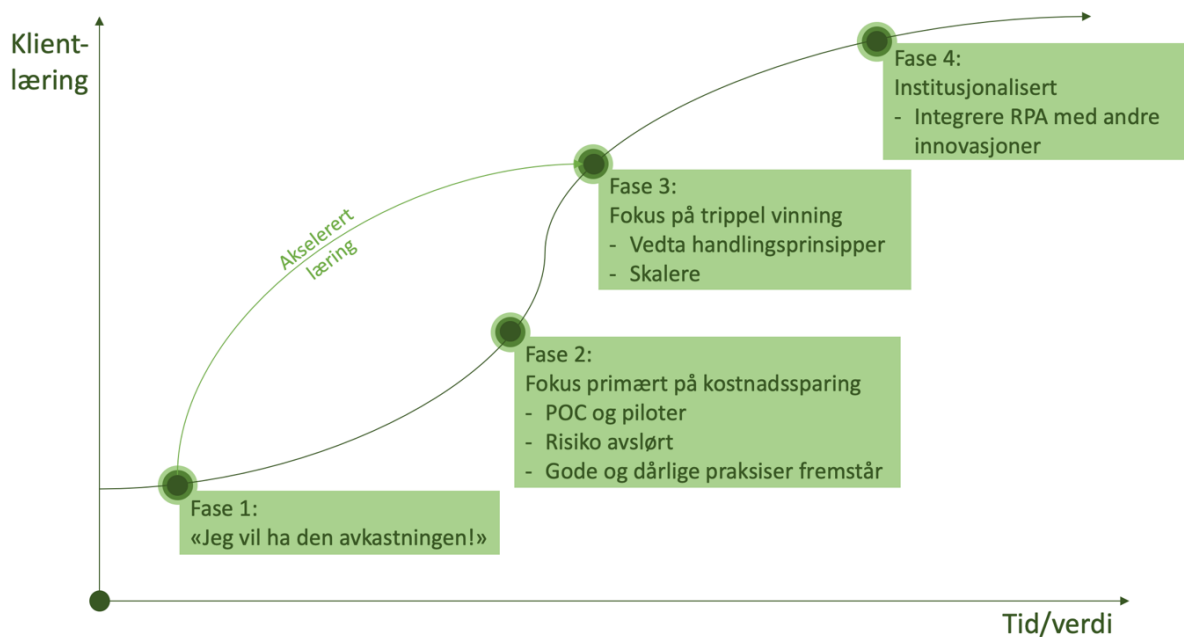 Klient-
læring
Fase 4:
Institusjonalisert
- Integrere RPA med andre
innovasjoner
Akselerert
læring
Fase 3:
Fokus på trippel vinning
- Vedta handlingsprinsipper
- Skalere
Fase 2:
Fokus primært på kostnadssparing
- POC og piloter
- Risiko avslørt
- Gode og dårlige praksiser fremstår
Fase 1:
«Jeg vil ha den avkastningen!»
Tid/verdi